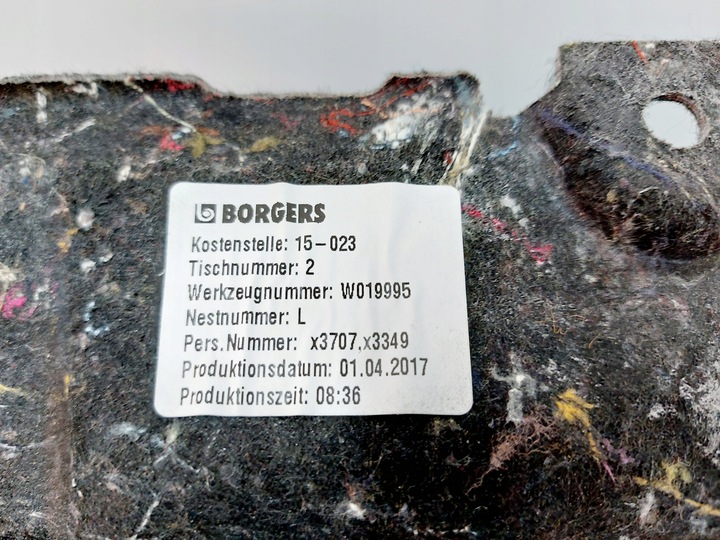 BORGERS
Kostenstelle: 15-023
Tischnummer: 2
Werkzeugnummer: W019995
Nestnummer: L
Pers.Nummer: x3707,x3349
Produktionsdatum: 01.04.2017
Produktionszeit: 08:36